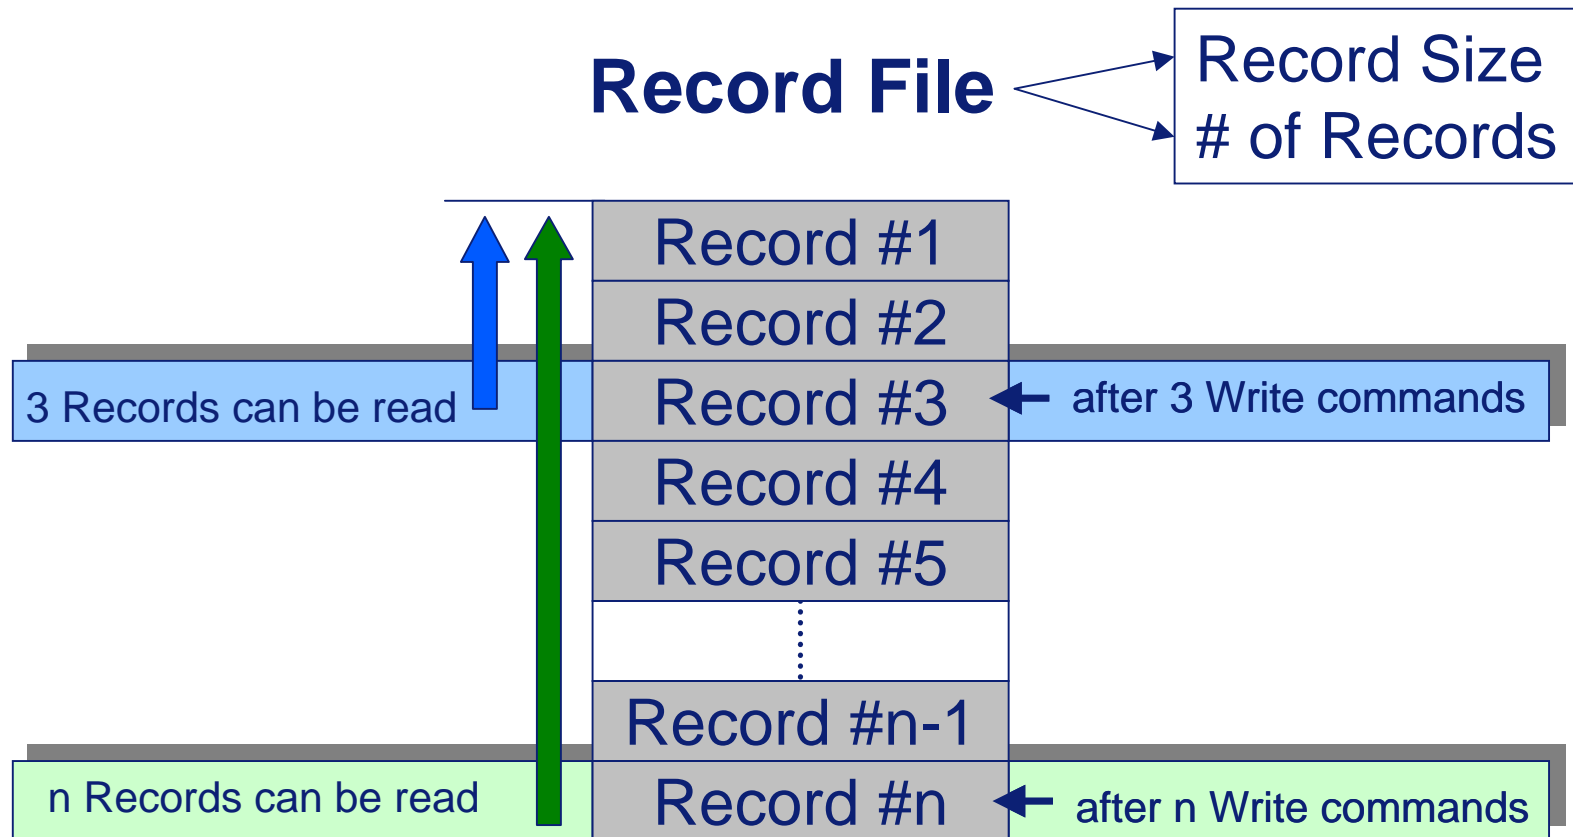 Record File
Record Size
# of Records
Record #1
Record #2
3 Records can be read
Record #3
after 3 Write commands
Record #4
Record #5
Record #n-1
n Records can be read
Record #n
after n Write commands